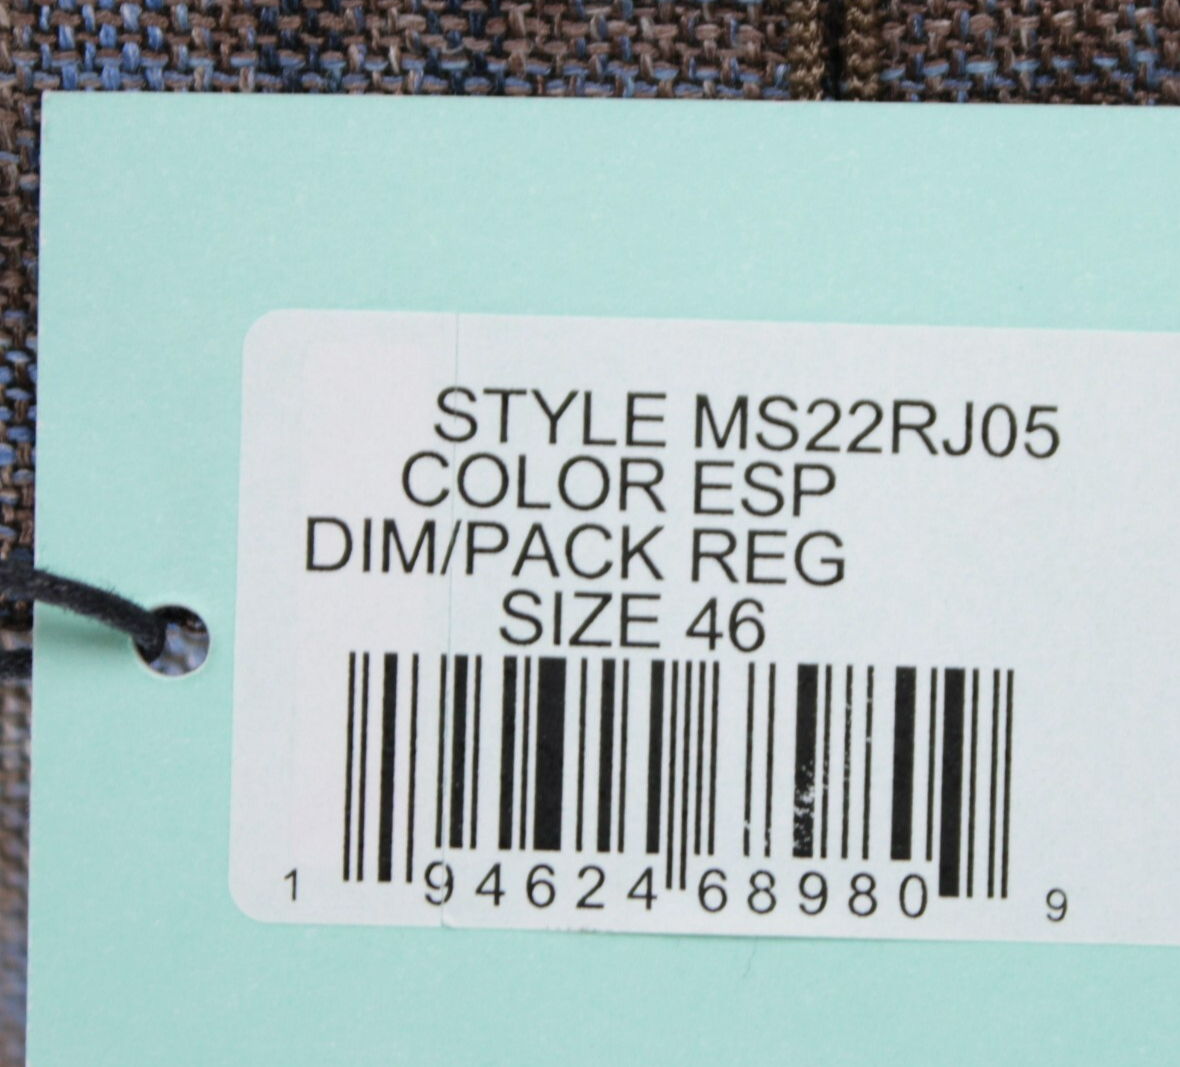 STYLE MS22RJ05
COLOR ESP
DIM/PACK REG
SIZE 46
1 94624 68980 9